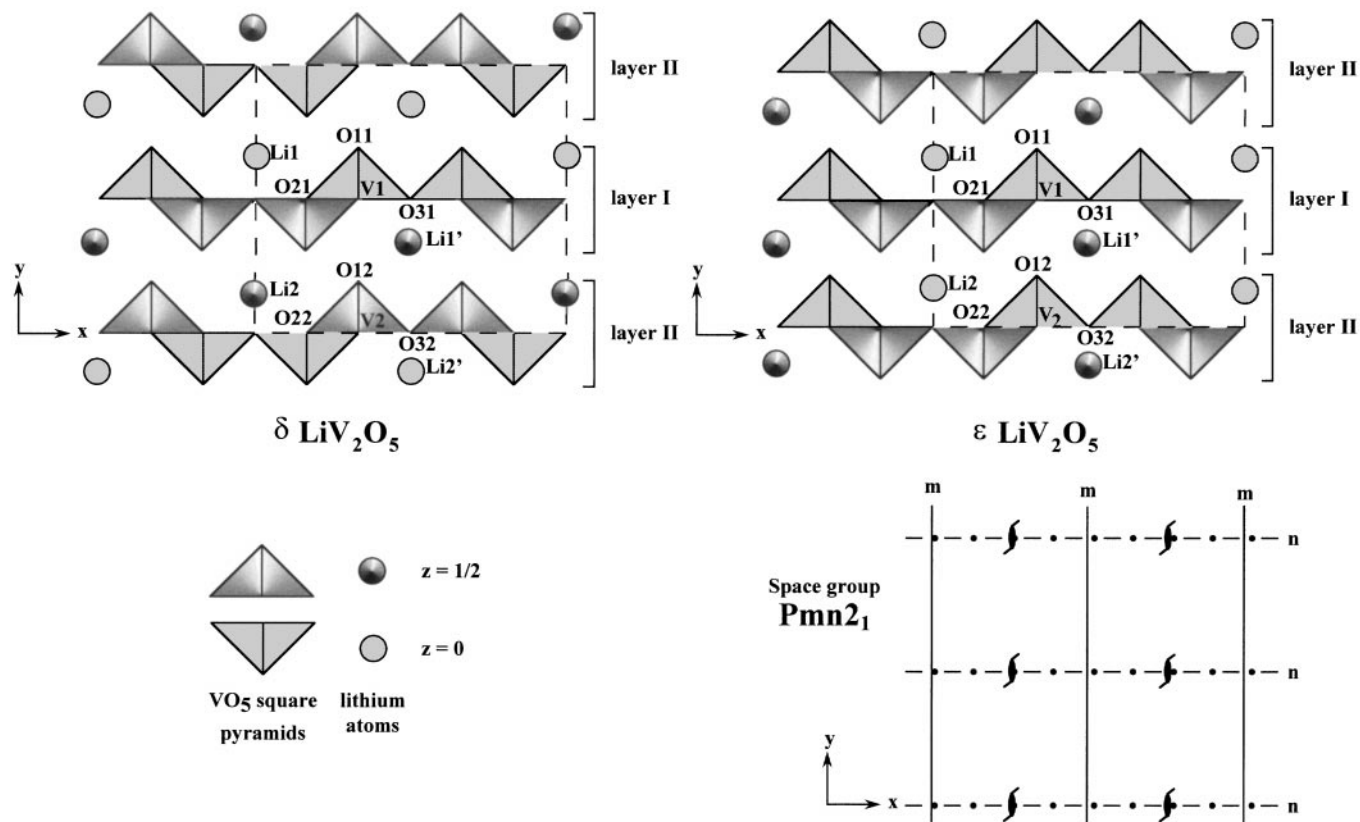 layer II
Li1
O11
O21
V1
layer I
O31
Li1’
O12
Li2
O22
V2
y
x
layer II
O32
Li2’
δ LiV₂O₅
layer II
Li1
O11
O21
V1
layer I
O31
Li1’
O12
Li2
O22
V₂
y
x
layer II
O32
Li2’
ε LiV₂O₅
z = 1/2
z = 0
VO₅ square
pyramids
lithium
atoms
m
m
m
n
Space group
Pmn2₁
n
y
x
n